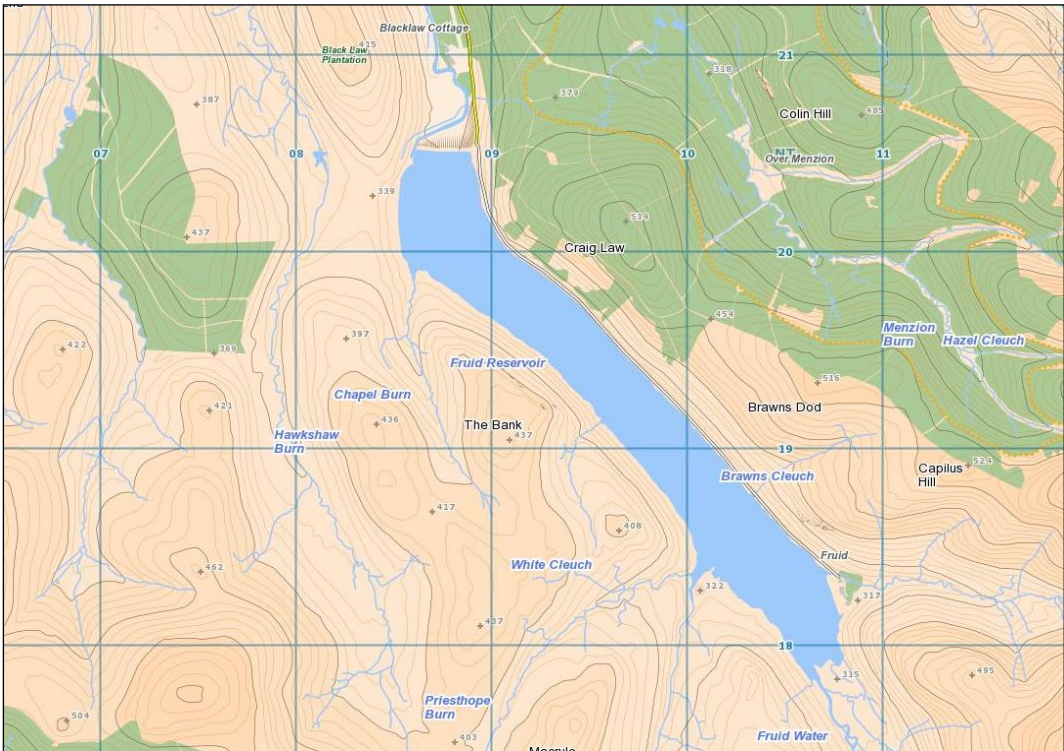 Blacklaw Cottage
415
Black Law
Plantation
21
318
387
379
Colin Hill
485
07
08
09
10
NT
11
Over Menzion
339
437
514
Craig Law
20
454
422
369
397
Menzion
Burn
Hazel Cleuch
Fruid Reservoir
516
421
Chapel Burn
436
Brawns Dod
The Bank
437
Hawkshaw
Burn
19
524
Brawns Cleuch
Capilus
Hill
417
408
Fruid
White Cleuch
462
322
317
437
18
315
495
Priesthope
Burn
504
403
Fruid Water